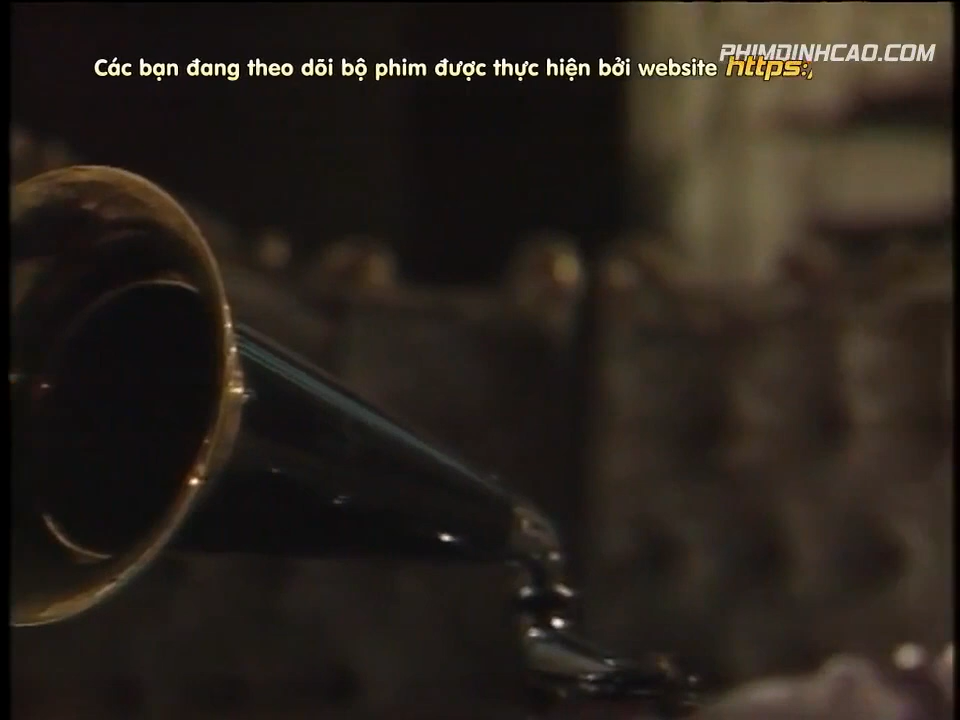 PHIMDINHCAO.COM
Các bạn đang theo dõi bộ phim được thực hiện bởi website https:/